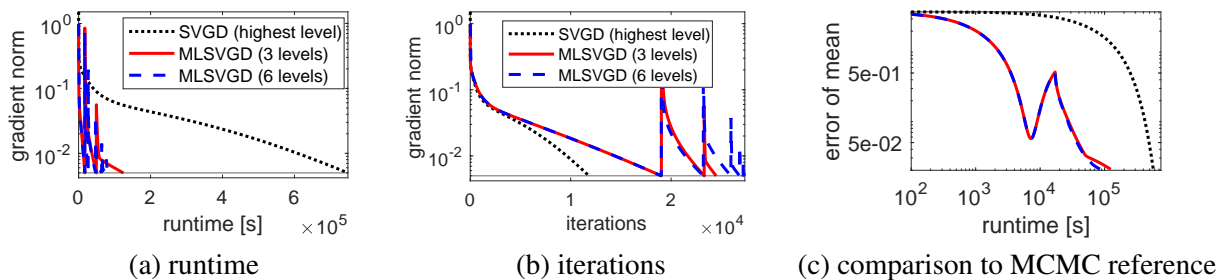 gradient norm
10^0
10^-1
10^-2
SVGD (highest level)
MLSVGD (3 levels)
MLSVGD (6 levels)
0 2 4 6
runtime [s] ×10^5
(a) runtime
gradient norm
10^0
10^-1
10^-2
SVGD (highest level)
MLSVGD (3 levels)
MLSVGD (6 levels)
0 1 2
iterations ×10^4
(b) iterations
error of mean
5e-01
5e-02
10^2 10^3 10^4 10^5
runtime [s]
(c) comparison to MCMC reference